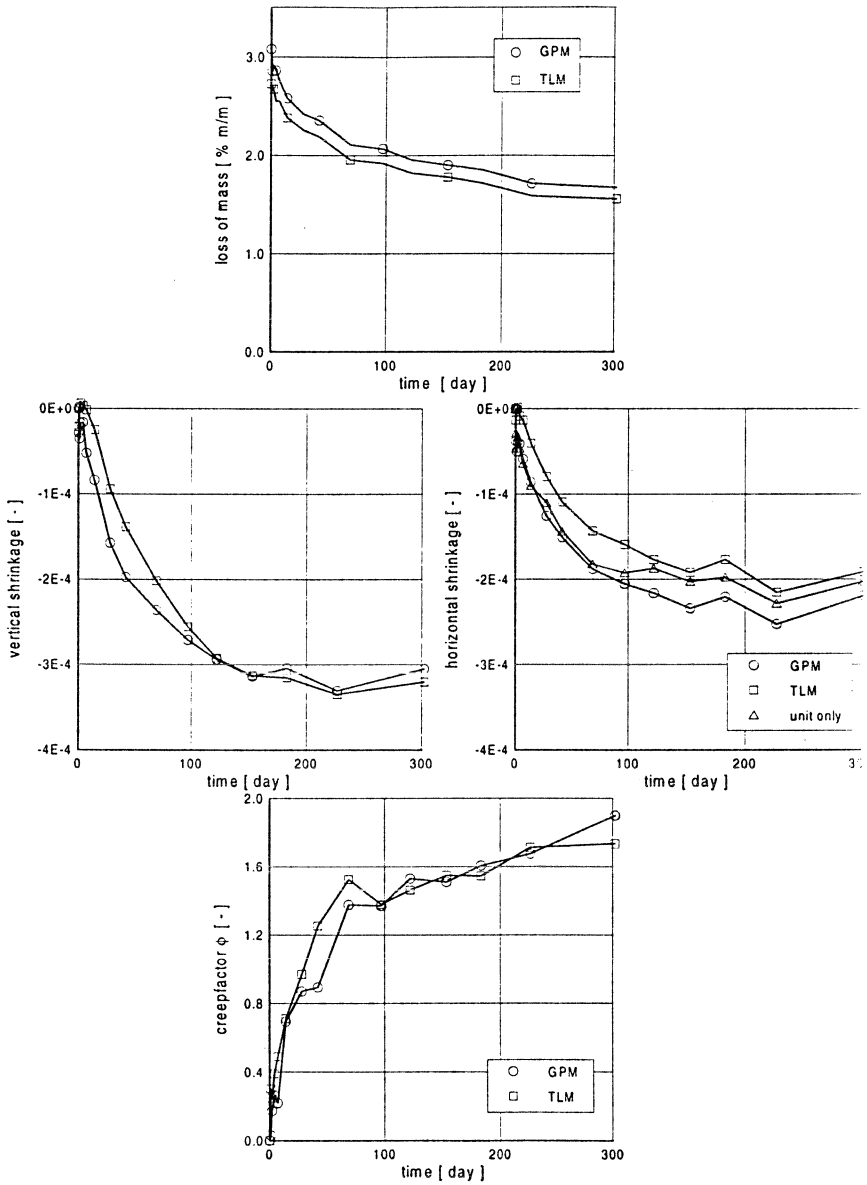 3.0
2.0
1.0
0.0
loss of mass [ % m/m ]
GPM
TLM
0
100
200
300
time [ day ]
0E+0
-1E-4
-2E-4
-3E-4
-4E-4
vertical shrinkage [ - ]
0
100
200
300
time [ day ]
0E+0
-1E-4
-2E-4
-3E-4
-4E-4
horizontal shrinkage [ - ]
GPM
TLM
unit only
0
100
200
time [ day ]
2.0
1.6
1.2
0.8
0.4
0.0
creepfactor φ [ - ]
GPM
TLM
0
100
200
300
time [ day ]